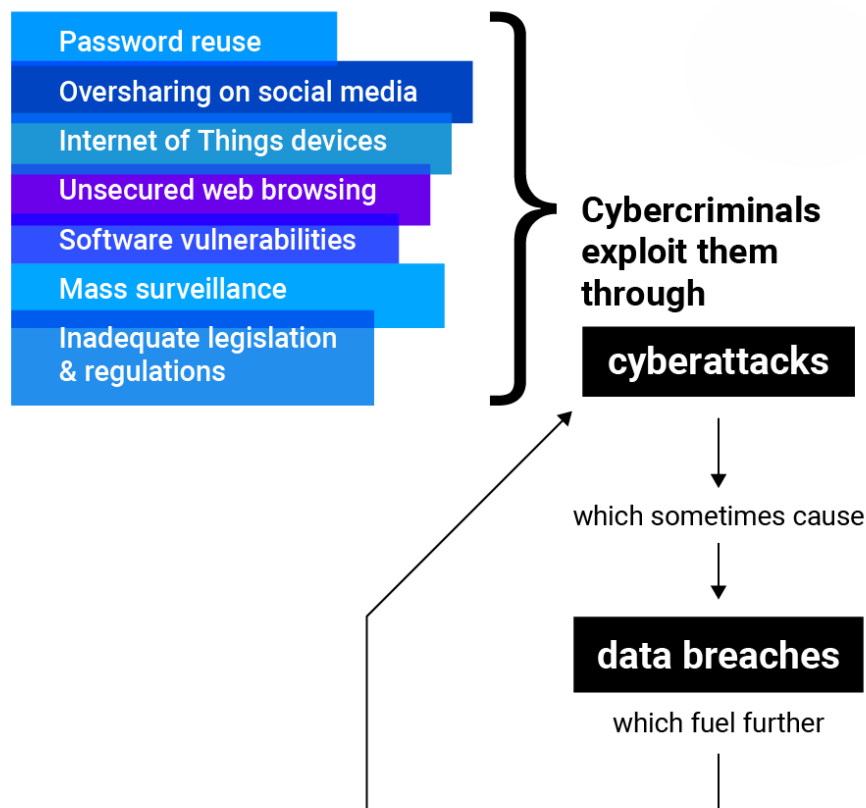 Password reuse
Oversharing on social media
Internet of Things devices
Unsecured web browsing
Software vulnerabilities
Mass surveillance
Inadequate legislation
& regulations
Cybercriminals
exploit them
through
cyberattacks
which sometimes cause
data breaches
which fuel further